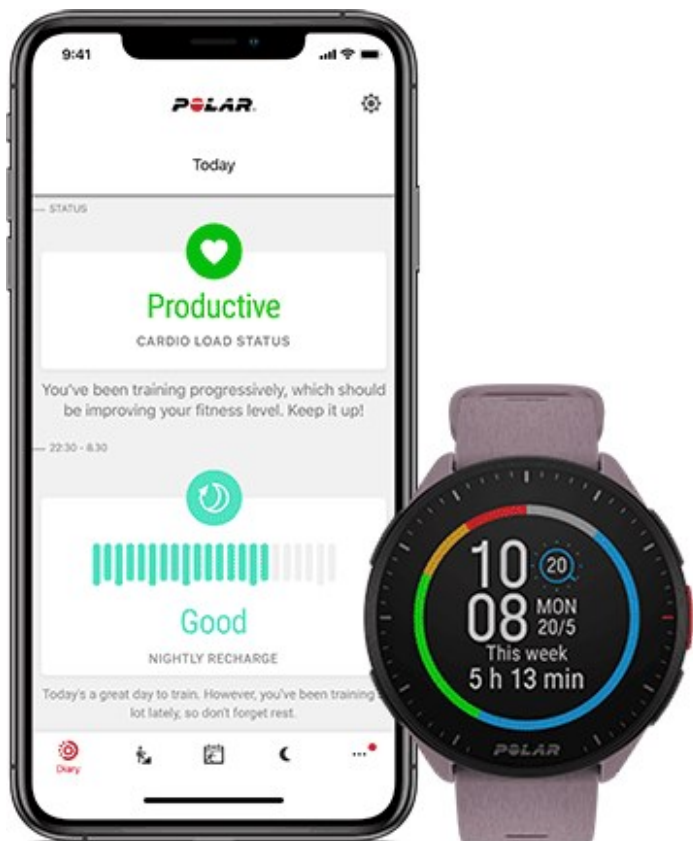 9:41
POLAR
Today
STATUS
Productive
CARDIO LOAD STATUS
You've been training progressively, which should
be improving your fitness level. Keep it up!
22:30 - 8.30
Good
NIGHTLY RECHARGE
Today's a great day to train. However, you've been training
lot lately, so don't forget rest.
Diary
10
20
08
MON
20/5
This week
5 h 13 min
POLAR